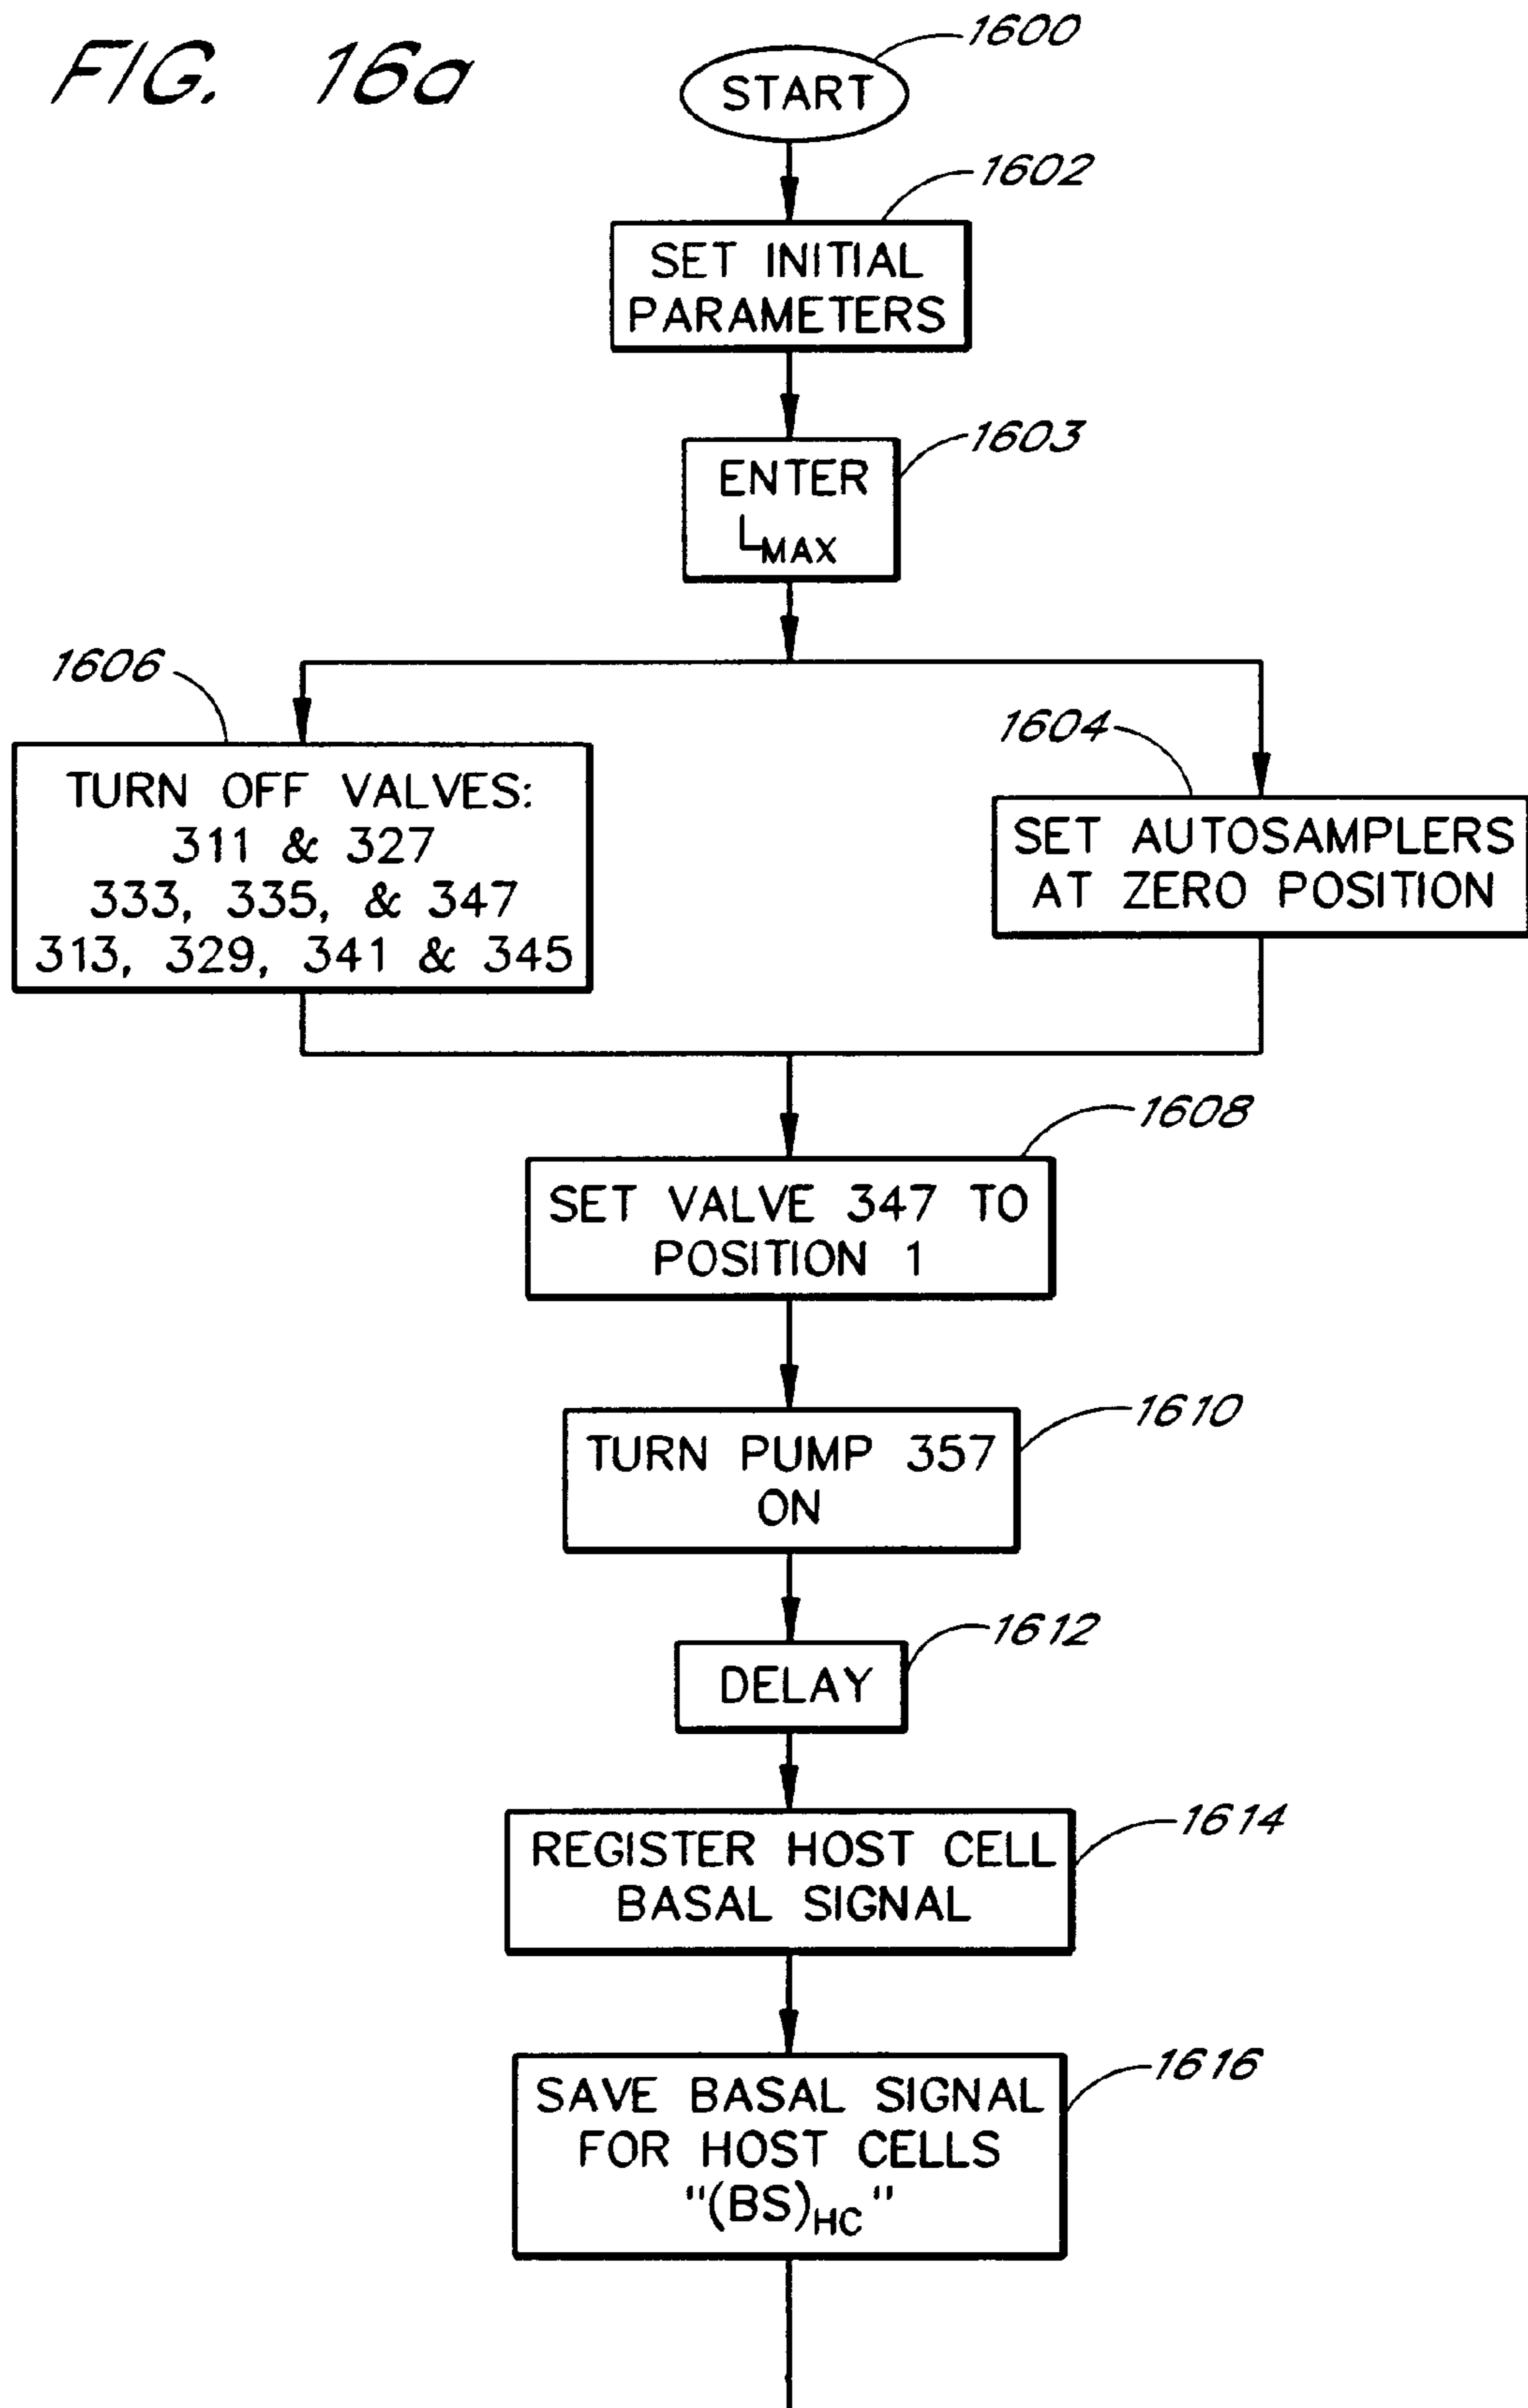 FIG. 16a
1600
START
1602
SET INITIAL
PARAMETERS
1603
ENTER
L_MAX
1606
TURN OFF VALVES:
311 & 327
333, 335, & 347
313, 329, 341 & 345
1604
SET AUTOSAMPLERS
AT ZERO POSITION
1608
SET VALVE 347 TO
POSITION 1
1610
TURN PUMP 357
ON
1612
DELAY
1614
REGISTER HOST CELL
BASAL SIGNAL
1616
SAVE BASAL SIGNAL
FOR HOST CELLS
"(BS)_HC"